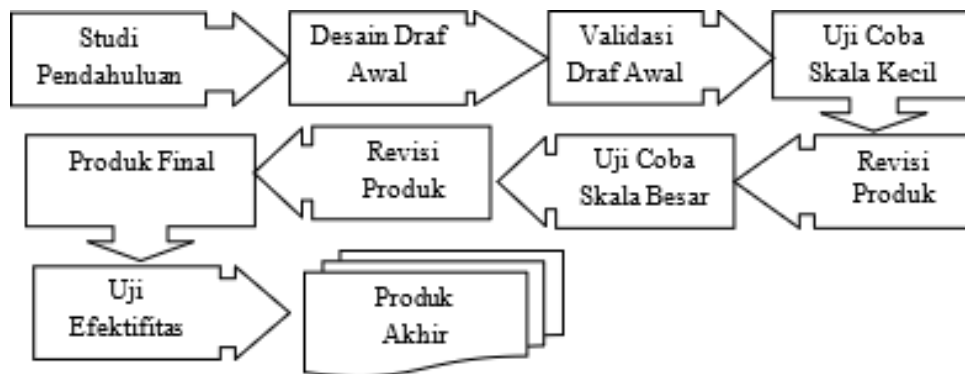 Studi
Pendahuluan
Desain Draf
Awal
Validasi
Draf Awal
Uji Coba
Skala Kecil
Revisi
Produk
Uji Coba
Skala Besar
Revisi
Produk
Produk Final
Uji
Efektifitas
Produk
Akhir